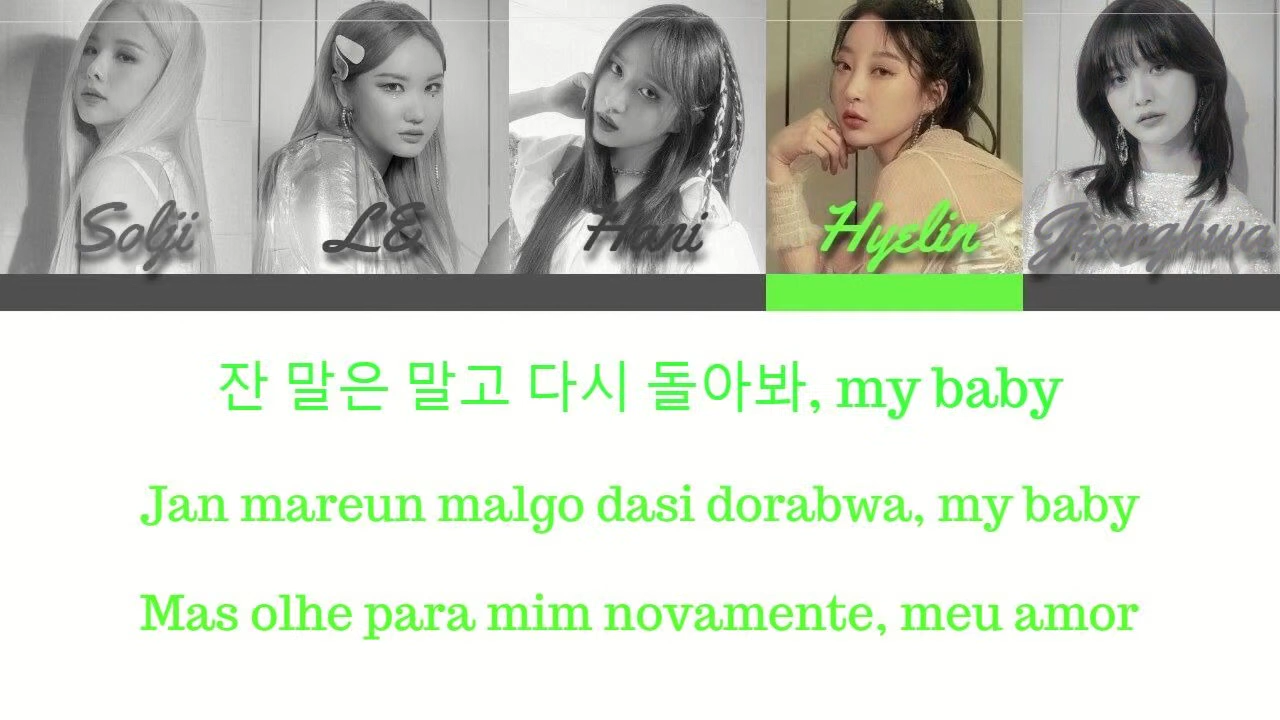 Solji
LE
Hani
Hyelin
Jeonghwa
잔 말은 말고 다시 돌아봐, my baby
Jan mareun malgo dasi dorabwa, my baby
Mas olhe para mim novamente, meu amor